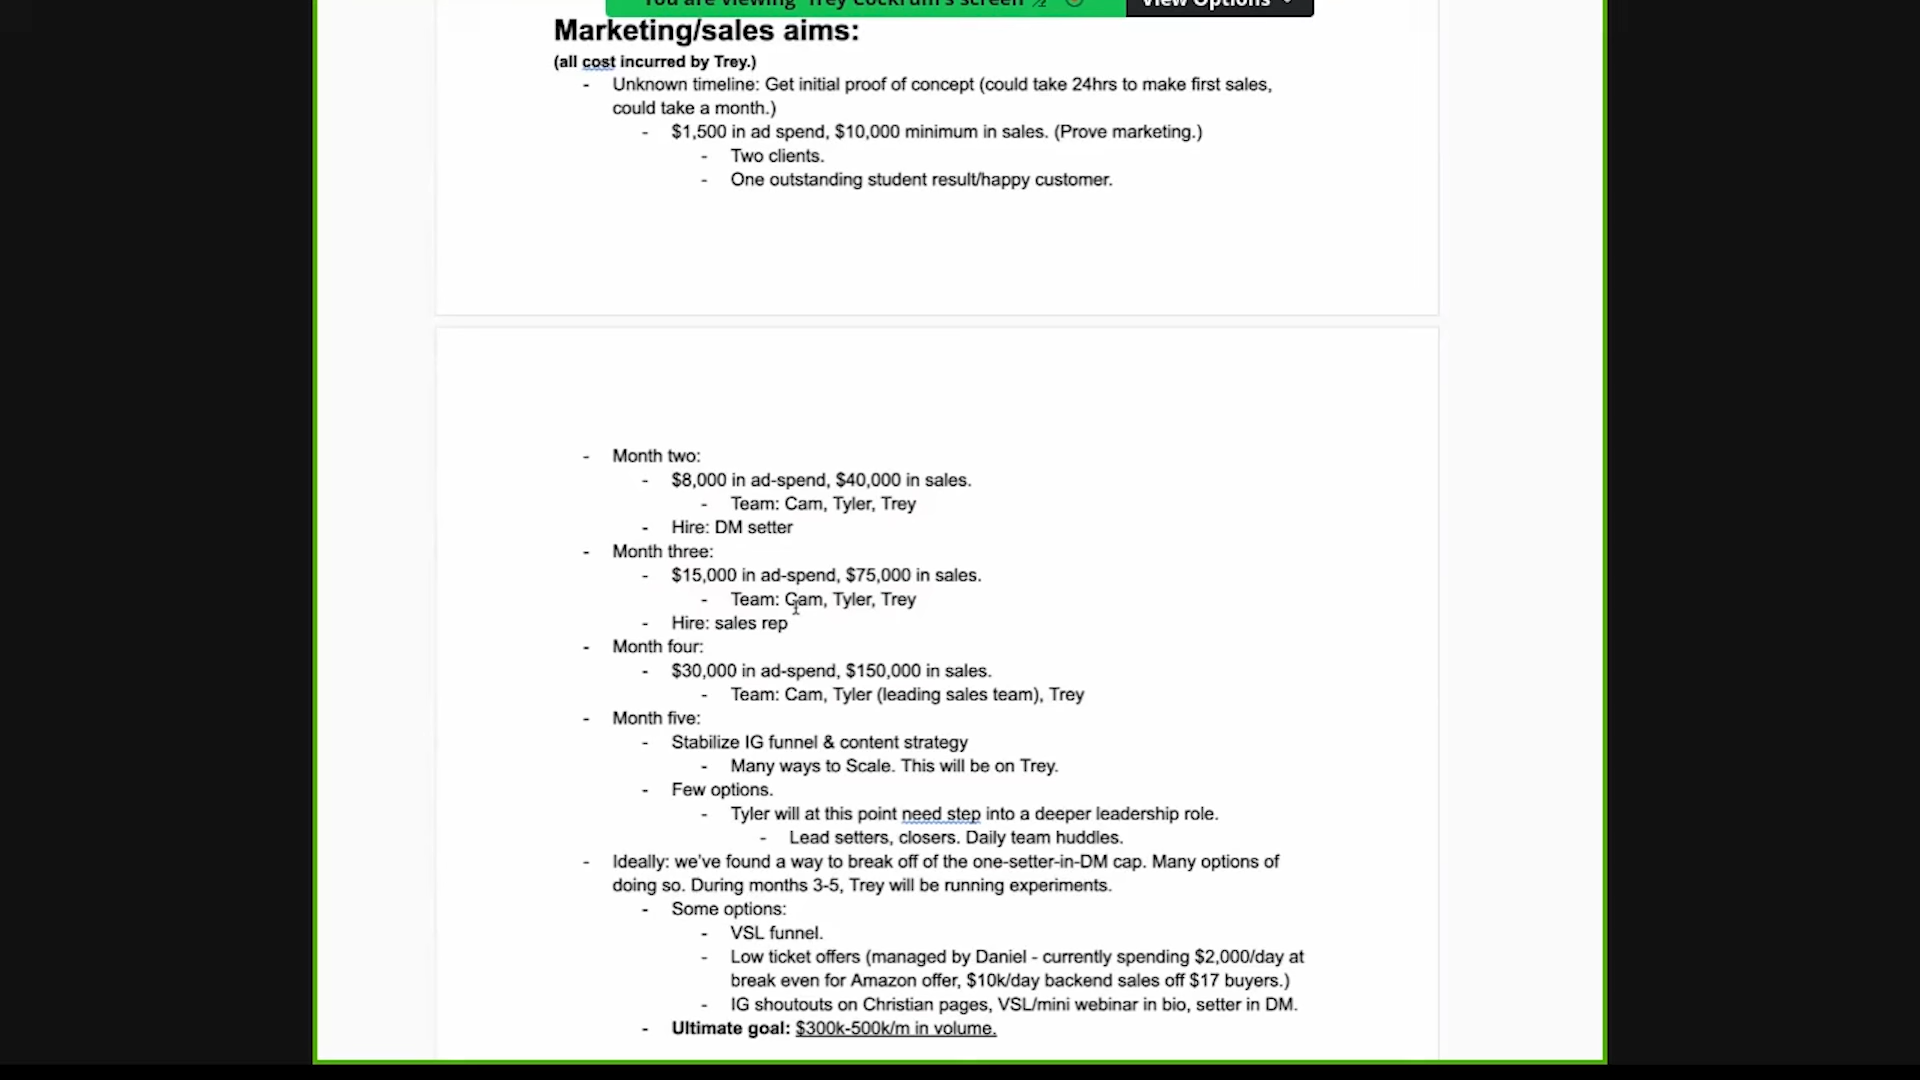 You are viewing Trey Cockrum's screen
View Options
Marketing/sales aims:
(all cost incurred by Trey.)
- Unknown timeline: Get initial proof of concept (could take 24hrs to make first sales,
could take a month.)
- $1,500 in ad spend, $10,000 minimum in sales. (Prove marketing.)
- Two clients.
- One outstanding student result/happy customer.
- Month two:
- $8,000 in ad-spend, $40,000 in sales.
- Team: Cam, Tyler, Trey
- Hire: DM setter
- Month three:
- $15,000 in ad-spend, $75,000 in sales.
- Team: Cam, Tyler, Trey
- Hire: sales rep
- Month four:
- $30,000 in ad-spend, $150,000 in sales.
- Team: Cam, Tyler (leading sales team), Trey
- Month five:
- Stabilize IG funnel & content strategy
- Many ways to Scale. This will be on Trey.
- Few options.
- Tyler will at this point need step into a deeper leadership role.
- Lead setters, closers. Daily team huddles.
- Ideally: we've found a way to break off of the one-setter-in-DM cap. Many options of
doing so. During months 3-5, Trey will be running experiments.
- Some options:
- VSL funnel.
- Low ticket offers (managed by Daniel - currently spending $2,000/day at
break even for Amazon offer, $10k/day backend sales off $17 buyers.)
- IG shoutouts on Christian pages, VSL/mini webinar in bio, setter in DM.
- Ultimate goal: $300k-500k/m in volume.